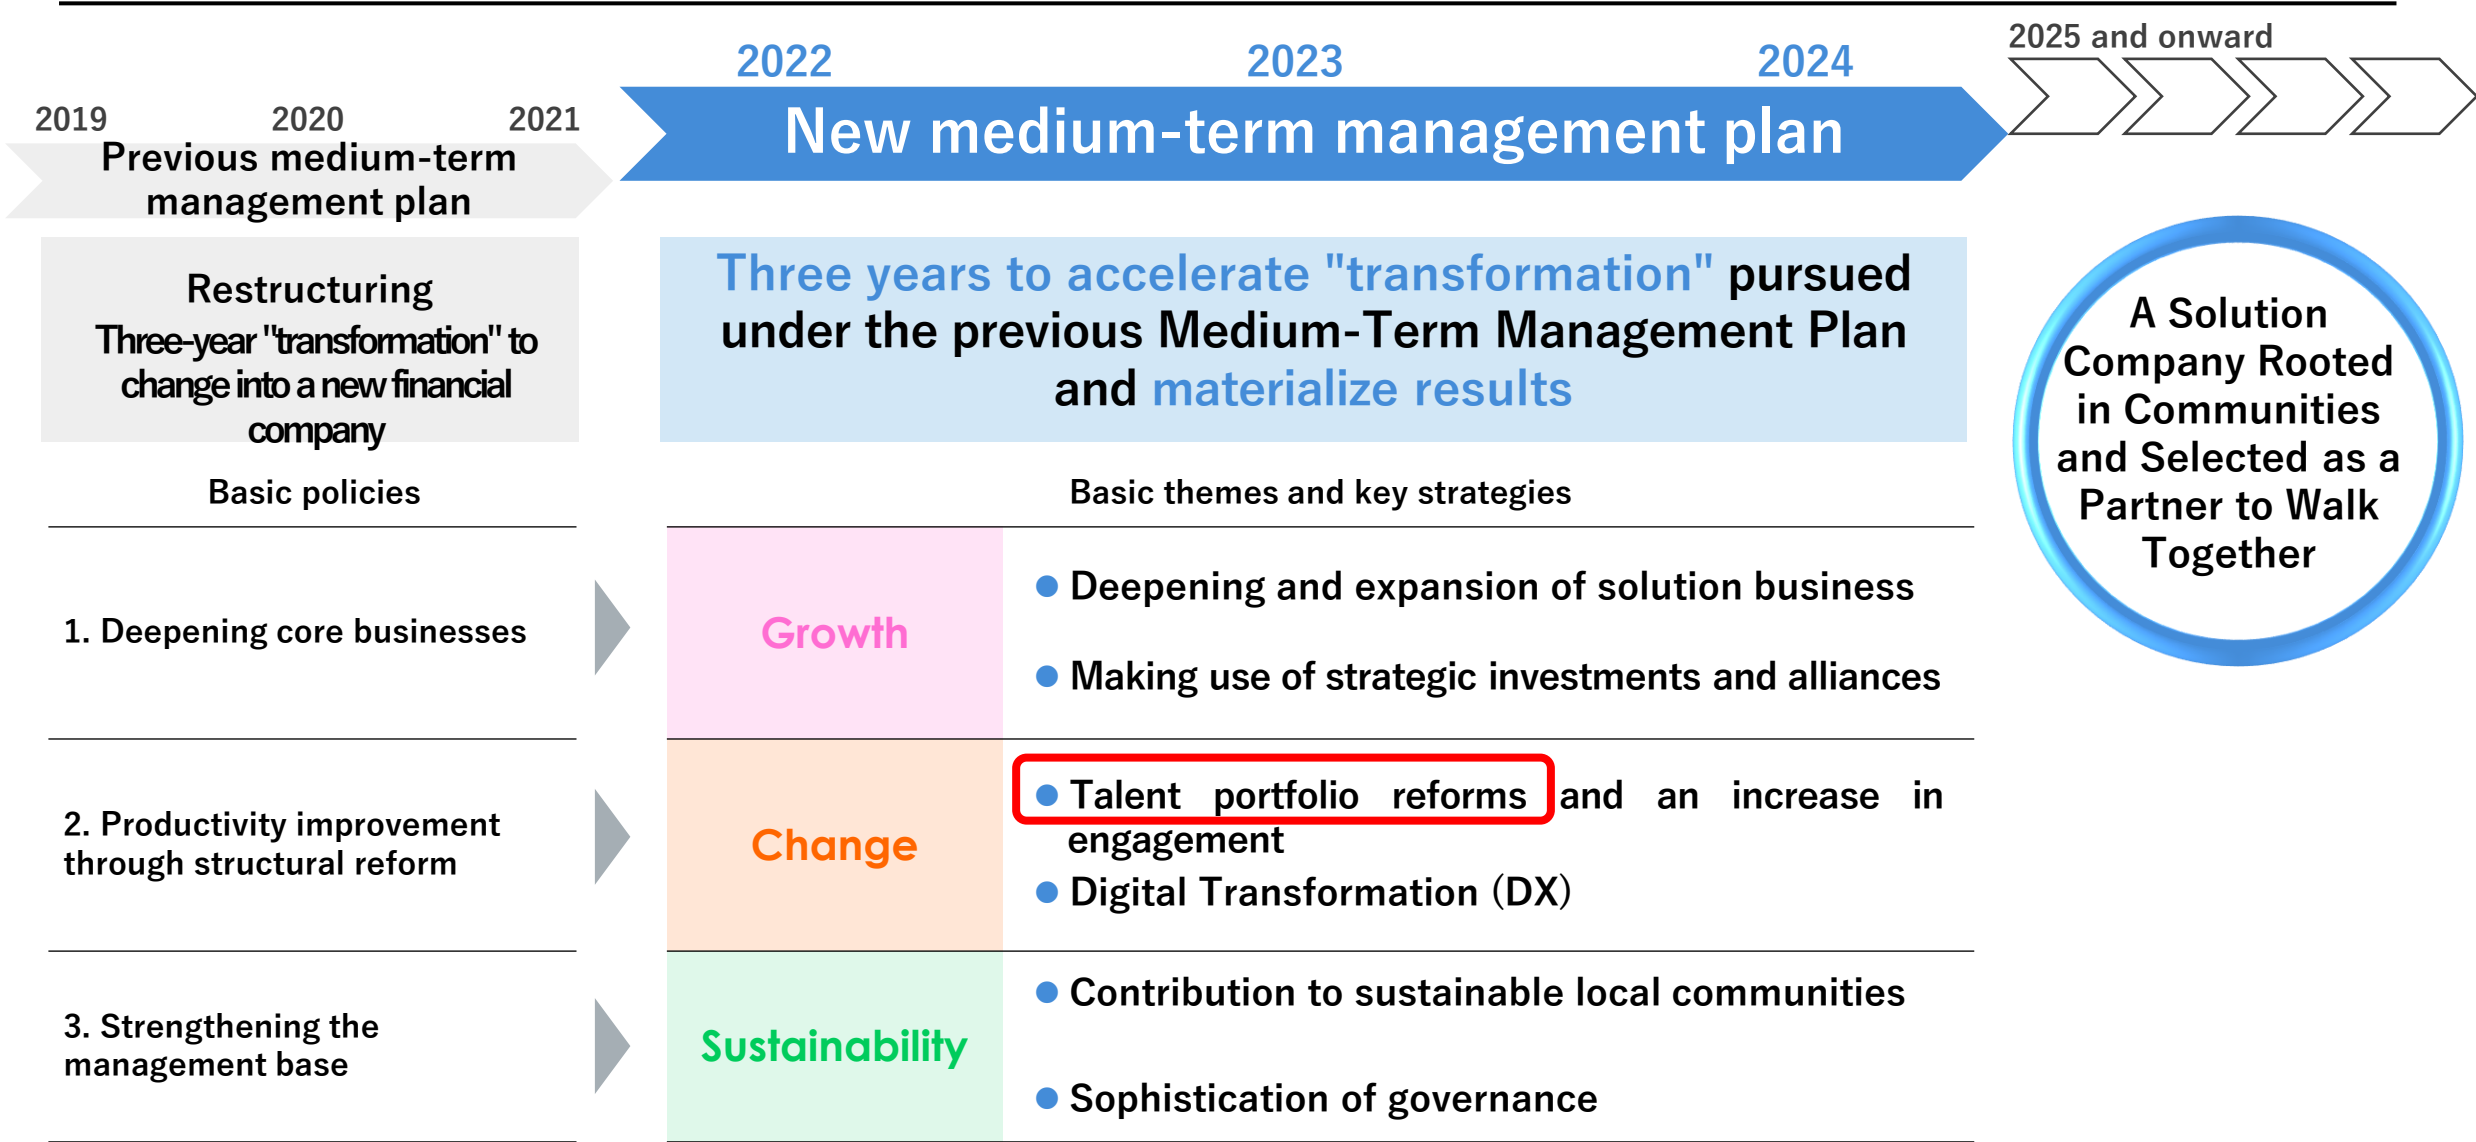 2019
2020
2021
Previous medium-term
management plan
Restructuring
Three-year "transformation" to
change into a new financial
company
Basic policies
1. Deepening core businesses
2. Productivity improvement
through structural reform
3. Strengthening the
management base
2022
2023
2024
New medium-term management plan
Three years to accelerate "transformation" pursued
under the previous Medium-Term Management Plan
and materialize results
Basic themes and key strategies
Growth
● Deepening and expansion of solution business
● Making use of strategic investments and alliances
Change
● Talent portfolio reforms and an increase in
engagement
● Digital Transformation (DX)
Sustainability
● Contribution to sustainable local communities
● Sophistication of governance
2025 and onward
A Solution
Company Rooted
in Communities
and Selected as a
Partner to Walk
Together